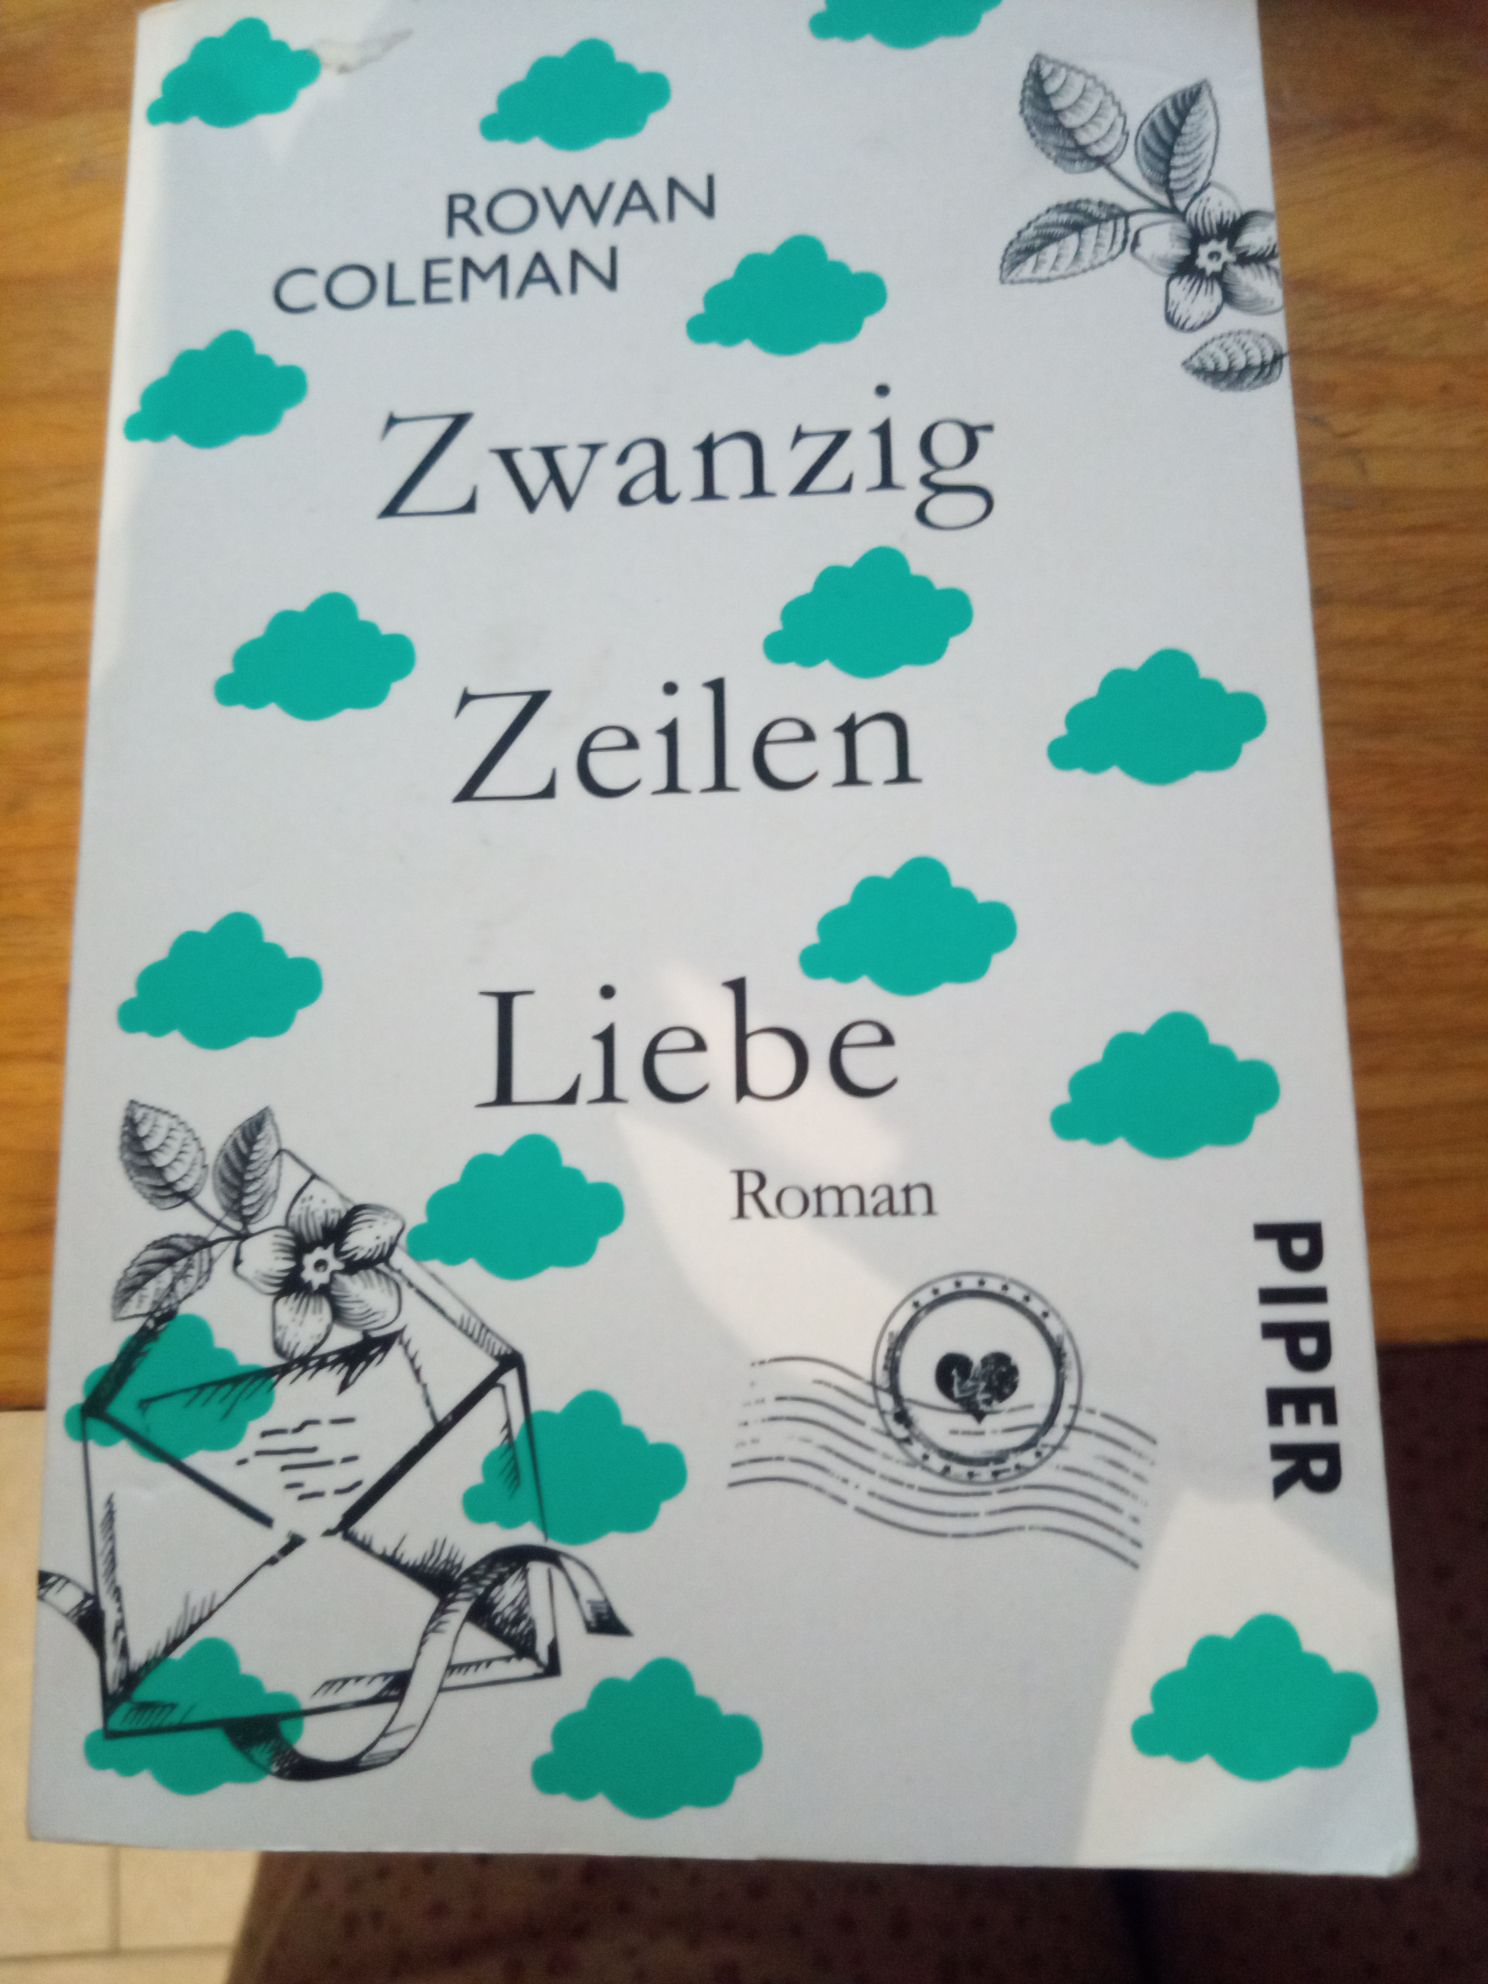 ROWAN
COLEMAN
Zwanzig
Zeilen
Liebe
Roman
PIPER